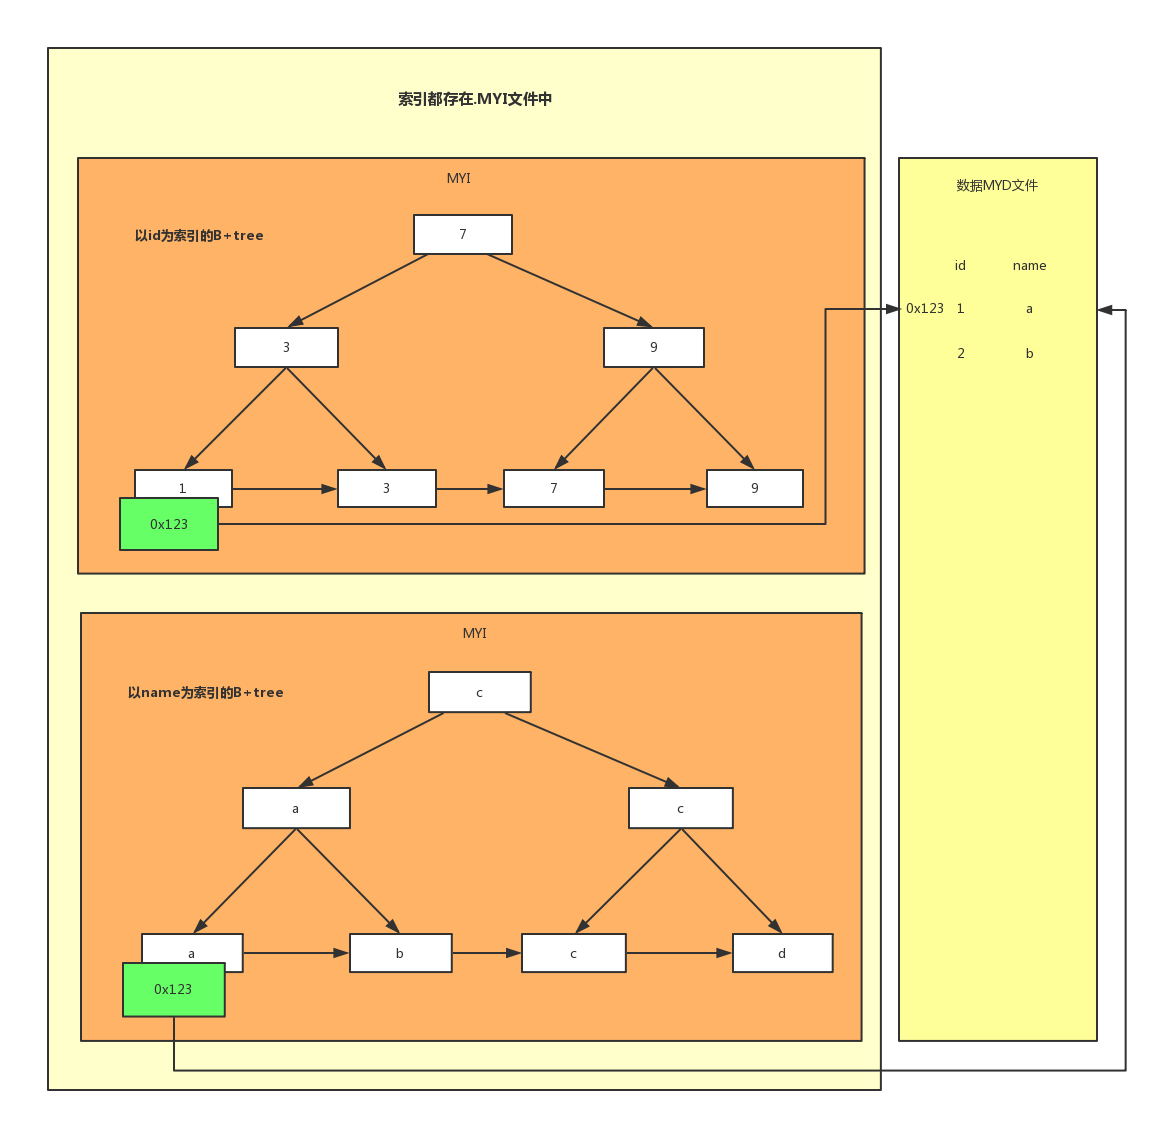 索引都存在.MYI文件中
MYI
以id为索引的B+tree
7
3
9
1
3
7
9
0x123
数据MYD文件
id name
0x123 1 a
2 b
MYI
以name为索引的B+tree
c
a
c
a
b
c
d
0x123